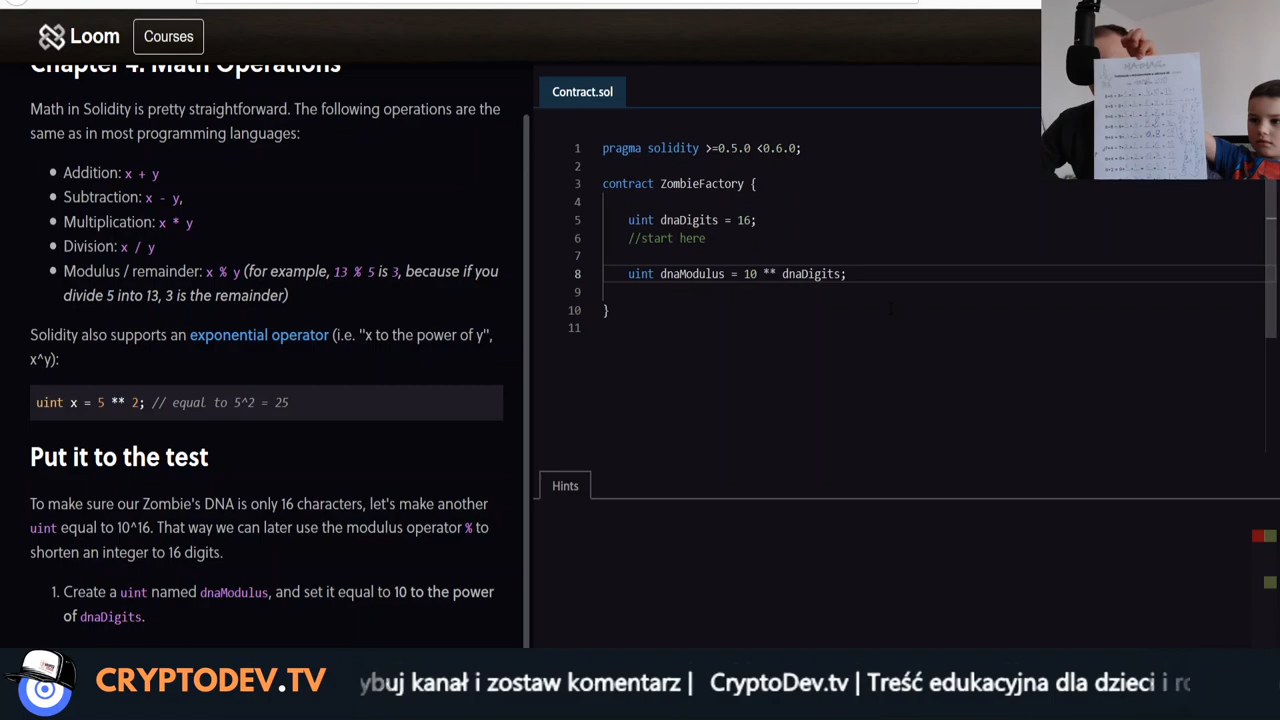 Loom
Courses
Chapter 4: Math Operations
Math in Solidity is pretty straightforward. The following operations are the
same as in most programming languages:
Addition: x + y
Subtraction: x - y,
Multiplication: x * y
Division: x / y
Modulus / remainder: x % y (for example, 13 % 5 is 3, because if you
divide 5 into 13, 3 is the remainder)
Solidity also supports an exponential operator (i.e. "x to the power of y",
x^y):
uint x = 5 ** 2; // equal to 5^2 = 25
Put it to the test
To make sure our Zombie's DNA is only 16 characters, let's make another
uint equal to 10^16. That way we can later use the modulus operator % to
shorten an integer to 16 digits.
1. Create a uint named dnaModulus, and set it equal to 10 to the power
of dnaDigits.
Contract.sol
1 pragma solidity >=0.5.0 <0.6.0;
2
3 contract ZombieFactory {
4
5 uint dnaDigits = 16;
6 //start here
7
8 uint dnaModulus = 10 ** dnaDigits;
9
10 }
11
Hints
CRYPTODEV.TV
ybuj kanał i zostaw komentarz | CryptoDev.tv | Treść edukacyjna dla dzieci i